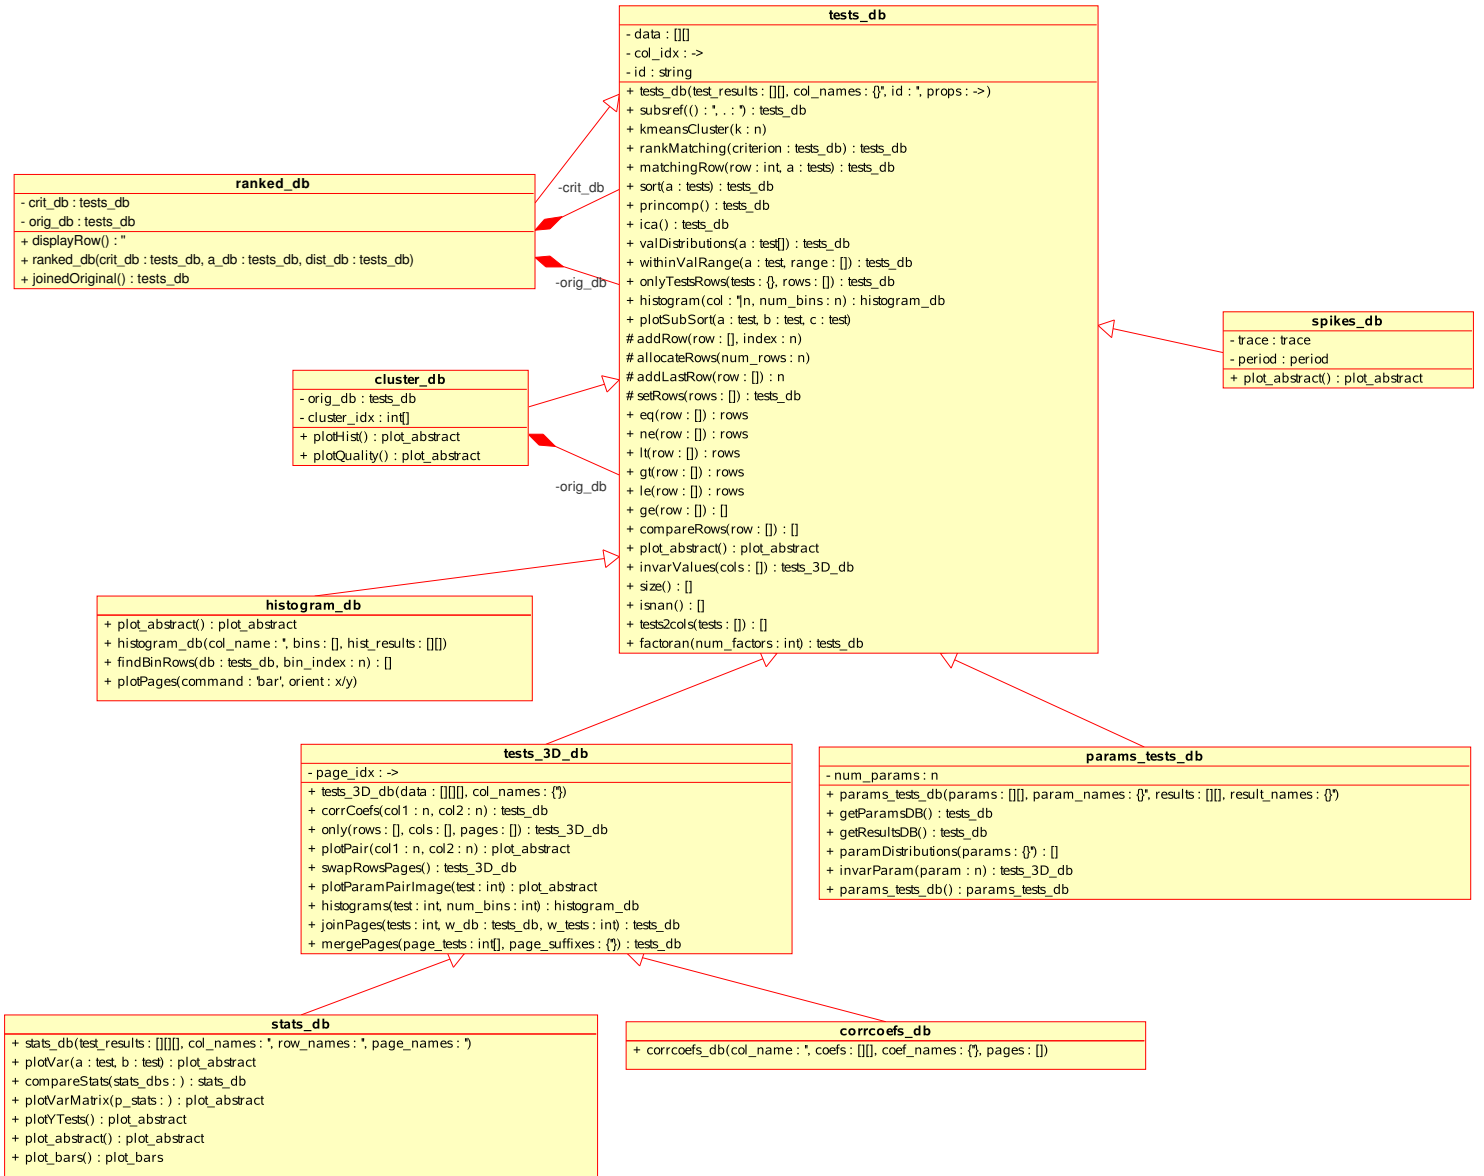 tests_db
- data : [][]
- col_idx : ->
- id : string
+ tests_db(test_results : [][], col_names : {}'', id : '', props : ->)
+ subsref(() : '', . : '') : tests_db
+ kmeansCluster(k : n)
+ rankMatching(criterion : tests_db) : tests_db
+ matchingRow(row : int, a : tests) : tests_db
+ sort(a : tests) : tests_db
+ princomp() : tests_db
+ ica() : tests_db
+ valDistributions(a : test[]) : tests_db
+ withinValRange(a : test, range : []) : tests_db
+ onlyTestsRows(tests : {}, rows : []) : tests_db
+ histogram(col : ''|n, num_bins : n) : histogram_db
+ plotSubSort(a : test, b : test, c : test)
# addRow(row : [], index : n)
# allocateRows(num_rows : n)
# addLastRow(row : []) : n
# setRows(rows : []) : tests_db
+ eq(row : []) : rows
+ ne(row : []) : rows
+ lt(row : []) : rows
+ gt(row : []) : rows
+ le(row : []) : rows
+ ge(row : []) : []
+ compareRows(row : []) : []
+ plot_abstract() : plot_abstract
+ invarValues(cols : []) : tests_3D_db
+ size() : []
+ isnan() : []
+ tests2cols(tests : []) : []
+ factoran(num_factors : int) : tests_db
ranked_db
- crit_db : tests_db
- orig_db : tests_db
+ displayRow() : ''
+ ranked_db(crit_db : tests_db, a_db : tests_db, dist_db : tests_db)
+ joinedOriginal() : tests_db
-crit_db
-orig_db
spikes_db
- trace : trace
- period : period
+ plot_abstract() : plot_abstract
cluster_db
- orig_db : tests_db
- cluster_idx : int[]
+ plotHist() : plot_abstract
+ plotQuality() : plot_abstract
-orig_db
histogram_db
+ plot_abstract() : plot_abstract
+ histogram_db(col_name : '', bins : [], hist_results : [][])
+ findBinRows(db : tests_db, bin_index : n) : []
+ plotPages(command : 'bar', orient : x/y)
tests_3D_db
- page_idx : ->
+ tests_3D_db(data : [][][], col_names : {''})
+ corrCoefs(col1 : n, col2 : n) : tests_db
+ only(rows : [], cols : [], pages : []) : tests_3D_db
+ plotPair(col1 : n, col2 : n) : plot_abstract
+ swapRowsPages() : tests_3D_db
+ plotParamPairImage(test : int) : plot_abstract
+ histograms(test : int, num_bins : int) : histogram_db
+ joinPages(tests : int, w_db : tests_db, w_tests : int) : tests_db
+ mergePages(page_tests : int[], page_suffixes : {''}) : tests_db
params_tests_db
- num_params : n
+ params_tests_db(params : [][], param_names : {}'', results : [][], result_names : {}'')
+ getParamsDB() : tests_db
+ getResultsDB() : tests_db
+ paramDistributions(params : {}'') : []
+ invarParam(param : n) : tests_3D_db
+ params_tests_db() : params_tests_db
stats_db
+ stats_db(test_results : [][][], col_names : '', row_names : '', page_names : '')
+ plotVar(a : test, b : test) : plot_abstract
+ compareStats(stats_dbs : ) : stats_db
+ plotVarMatrix(p_stats : ) : plot_abstract
+ plotYTests() : plot_abstract
+ plot_abstract() : plot_abstract
+ plot_bars() : plot_bars
corrcoefs_db
+ corrcoefs_db(col_name : '', coefs : [][], coef_names : {''}, pages : [])